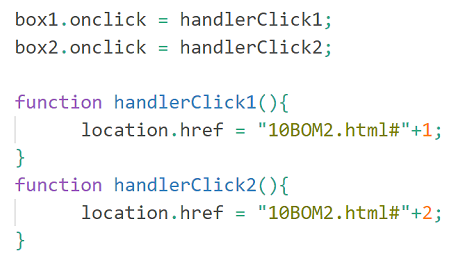 box1.onclick = handlerClick1;
box2.onclick = handlerClick2;
function handlerClick1(){
location.href = "10BOM2.html#"+1;
}
function handlerClick2(){
location.href = "10BOM2.html#"+2;
}